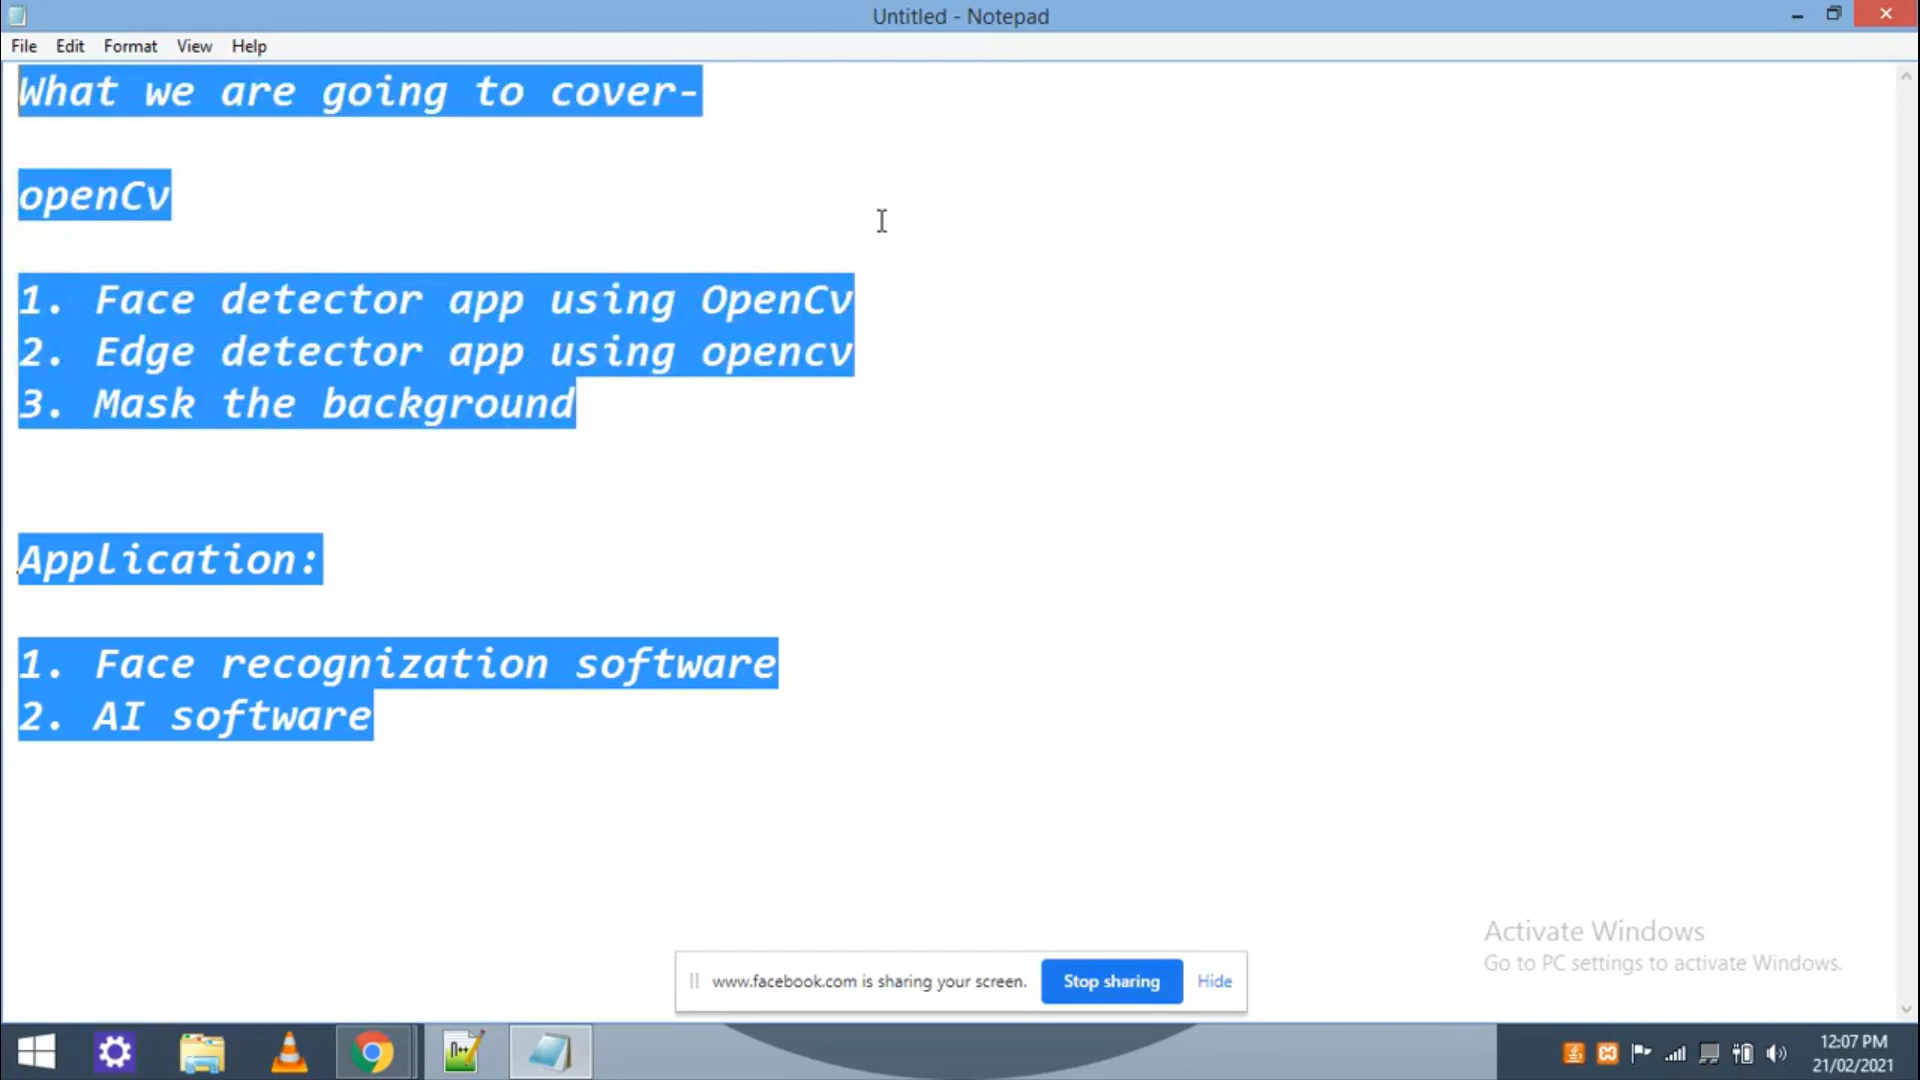 Untitled - Notepad
File Edit Format View Help
What we are going to cover-
openCv
1. Face detector app using OpenCv
2. Edge detector app using opencv
3. Mask the background
Application:
1. Face recognization software
2. AI software
Activate Windows
Go to PC settings to activate Windows.
www.facebook.com is sharing your screen. Stop sharing Hide
12:07 PM
21/02/2021